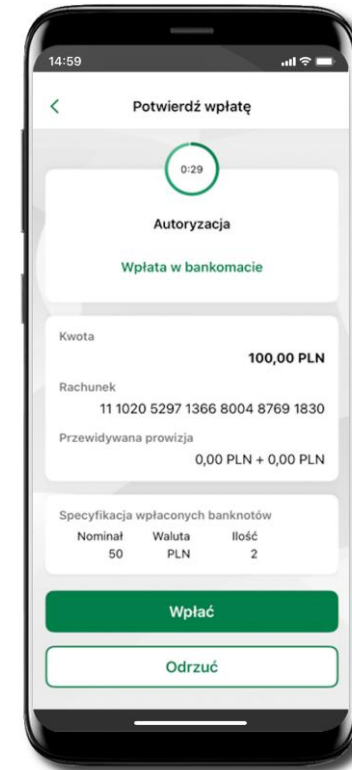 14:59
Potwierdź wpłatę
0:29
Autoryzacja
Wpłata w bankomacie
Kwota
100,00 PLN
Rachunek
11 1020 5297 1366 8004 8769 1830
Przewidywana prowizja
0,00 PLN + 0,00 PLN
Specyfikacja wpłaconych banknotów
Nominał Waluta Ilość
50 PLN 2
Wpłać
Odrzuć